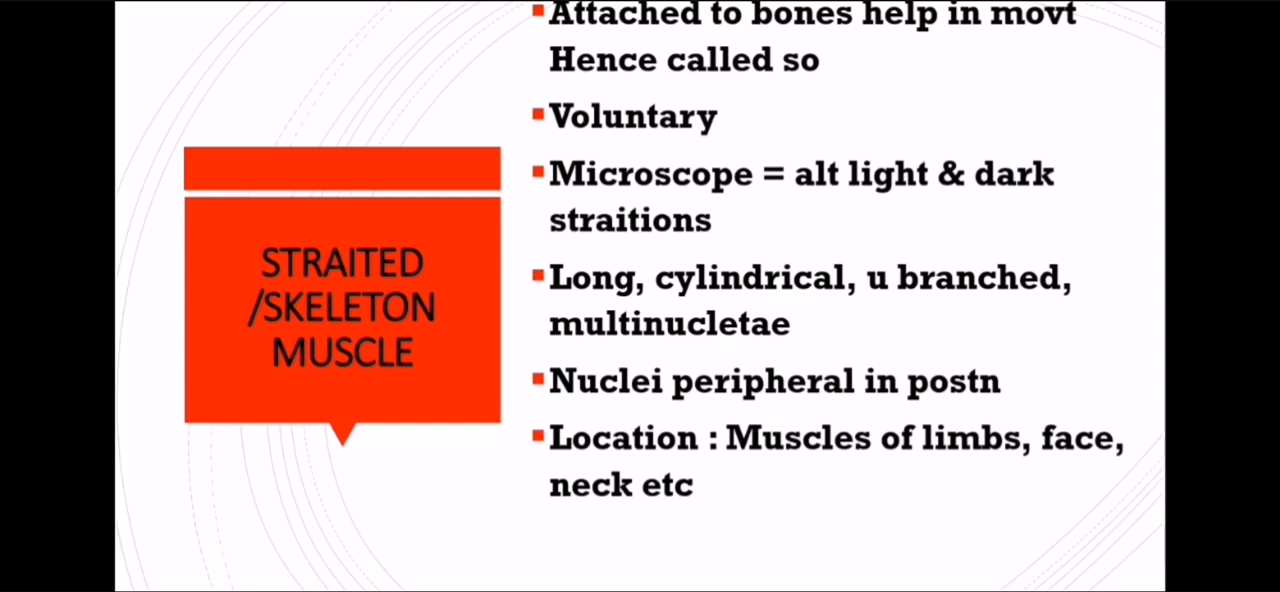 STRAITED
/SKELETON
MUSCLE
Attached to bones help in movt
Hence called so
Voluntary
Microscope = alt light & dark
straitions
Long, cylindrical, u branched,
multinucletae
Nuclei peripheral in postn
Location : Muscles of limbs, face,
neck etc